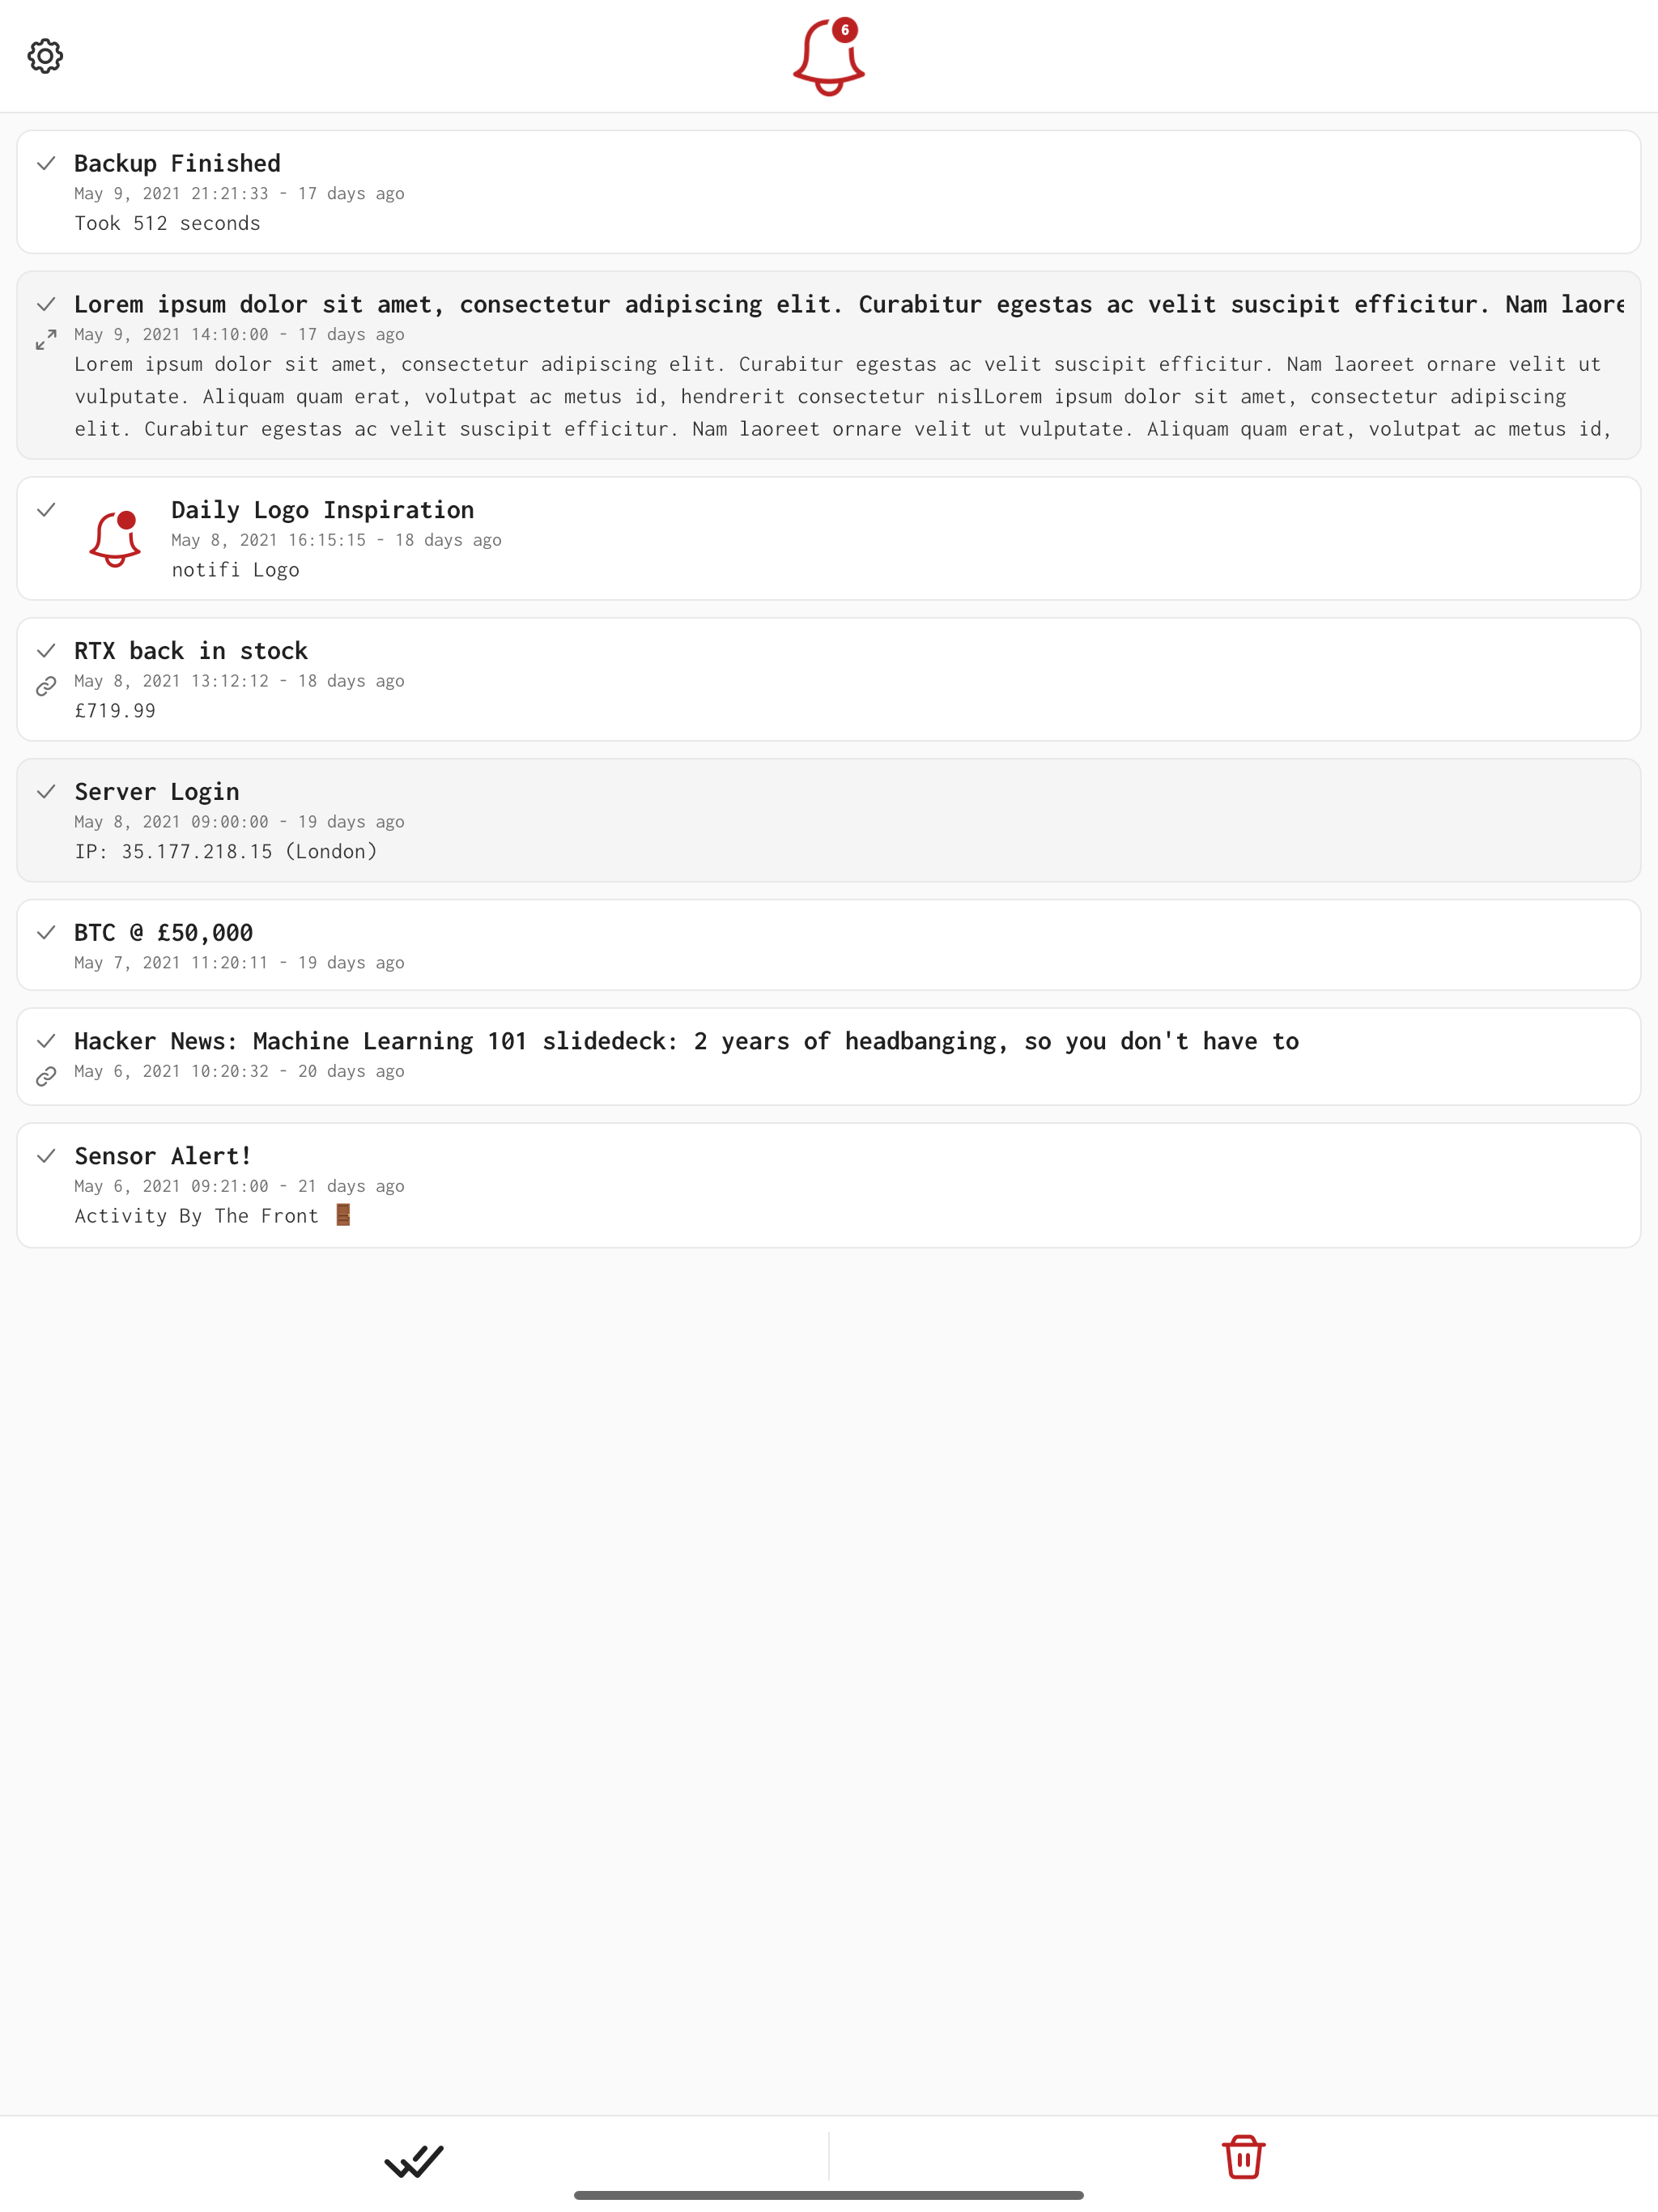 6
Backup Finished
May 9, 2021 21:21:33 - 17 days ago
Took 512 seconds
Lorem ipsum dolor sit amet, consectetur adipiscing elit. Curabitur egestas ac velit suscipit efficitur. Nam laore
May 9, 2021 14:10:00 - 17 days ago
Lorem ipsum dolor sit amet, consectetur adipiscing elit. Curabitur egestas ac velit suscipit efficitur. Nam laoreet ornare velit ut
vulputate. Aliquam quam erat, volutpat ac metus id, hendrerit consectetur nislLorem ipsum dolor sit amet, consectetur adipiscing
elit. Curabitur egestas ac velit suscipit efficitur. Nam laoreet ornare velit ut vulputate. Aliquam quam erat, volutpat ac metus id,
Daily Logo Inspiration
May 8, 2021 16:15:15 - 18 days ago
notifi Logo
RTX back in stock
May 8, 2021 13:12:12 - 18 days ago
£719.99
Server Login
May 8, 2021 09:00:00 - 19 days ago
IP: 35.177.218.15 (London)
BTC @ £50,000
May 7, 2021 11:20:11 - 19 days ago
Hacker News: Machine Learning 101 slidedeck: 2 years of headbanging, so you don't have to
May 6, 2021 10:20:32 - 20 days ago
Sensor Alert!
May 6, 2021 09:21:00 - 21 days ago
Activity By The Front 🚪